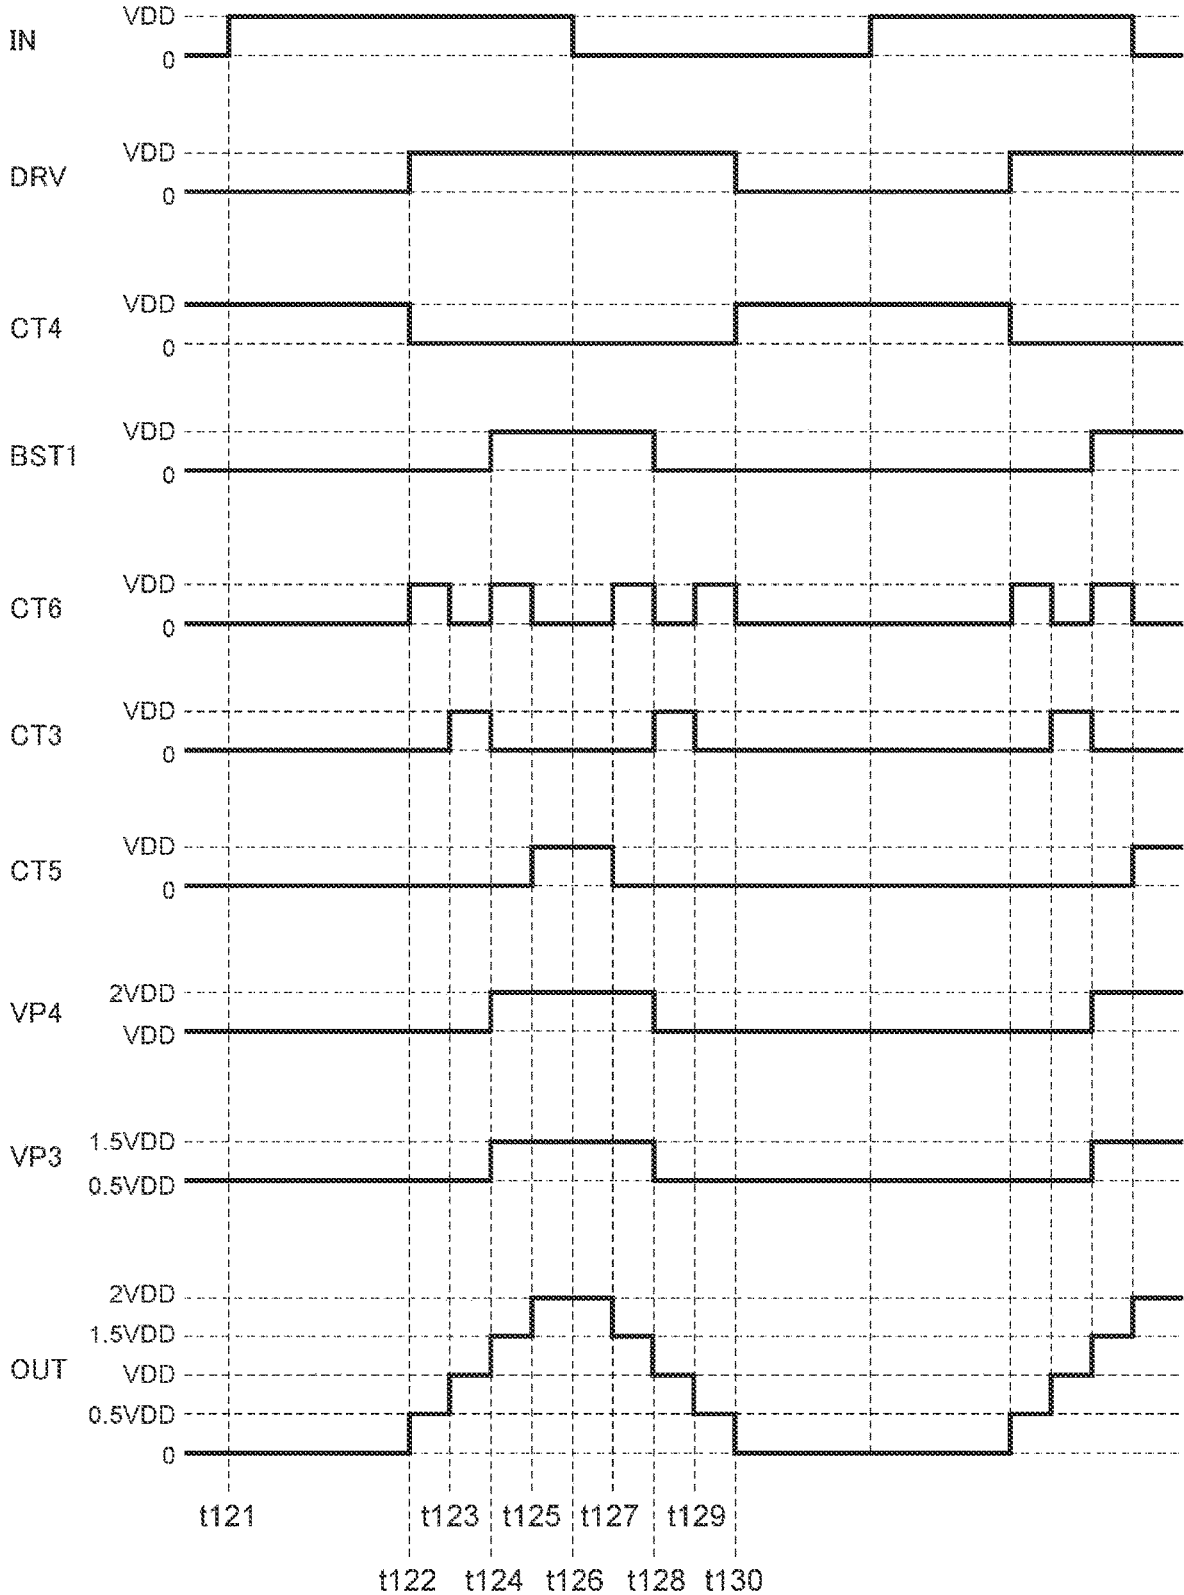 VDD
IN
0
VDD
DRV
0
VDD
CT4
0
VDD
BST1
0
VDD
CT6
0
VDD
CT3
0
VDD
CT5
0
2VDD
VP4
VDD
1.5VDD
VP3
0.5VDD
2VDD
1.5VDD
OUT VDD
0.5VDD
0
t121 t123 t125 t127 t129
t122 t124 t126 t128 t130